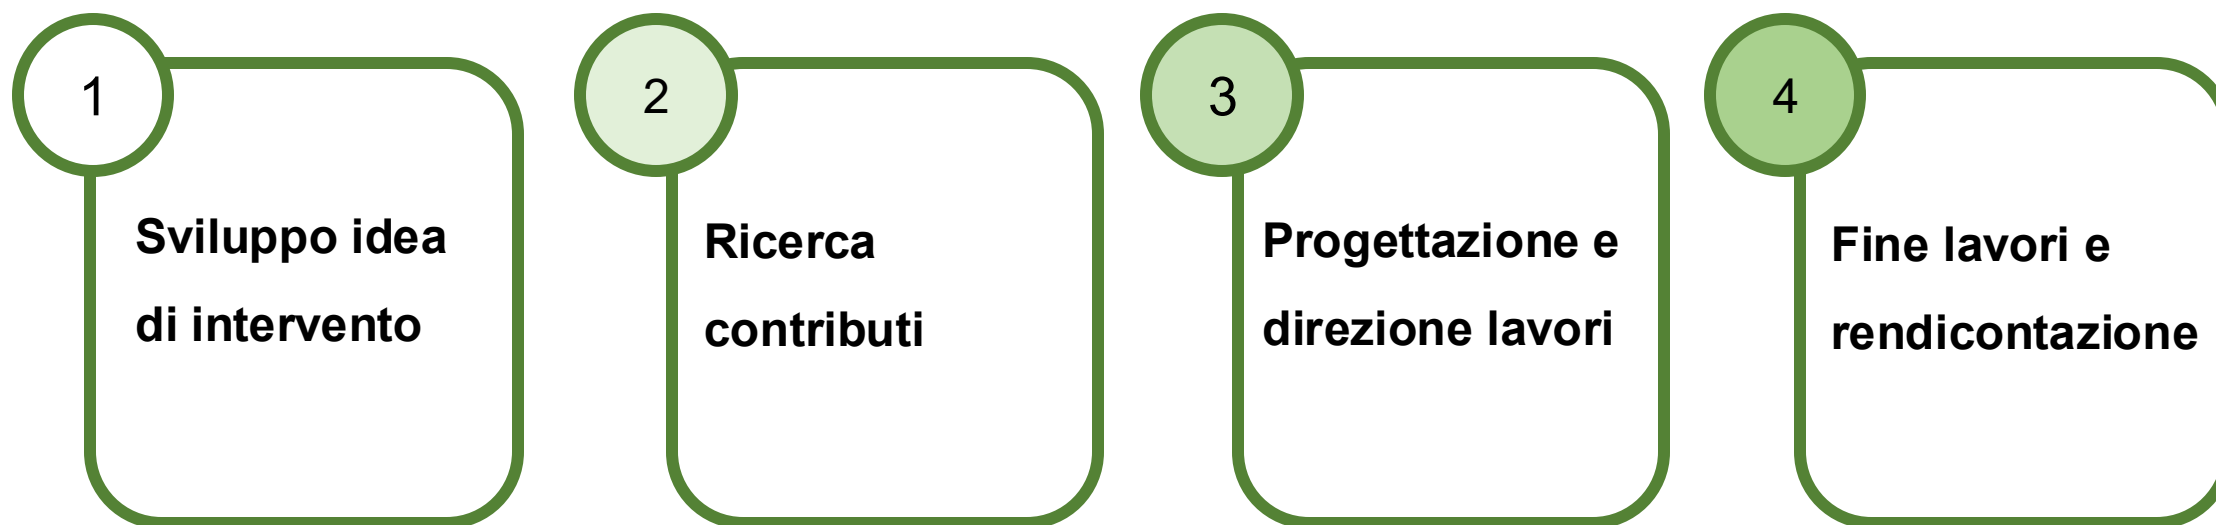 1
Sviluppo idea
di intervento
2
Ricerca
contributi
3
Progettazione e
direzione lavori
4
Fine lavori e
rendicontazione